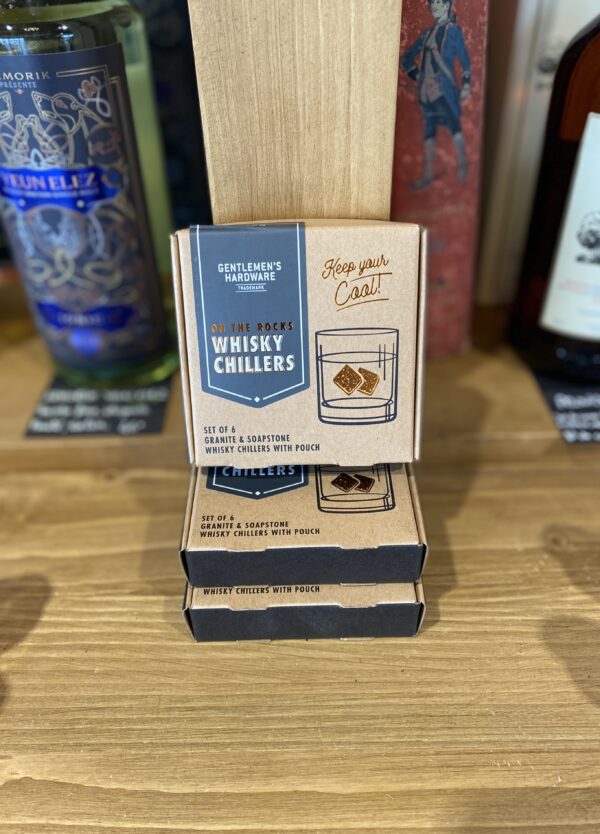 MORIK
PRÉSENTE
YEUN ELEZ
GENTLEMEN'S
HARDWARE
TRADEMARK
Keep your
Cool!
ON THE ROCKS
WHISKY
CHILLERS
SET OF 6
GRANITE & SOAPSTONE
WHISKY CHILLERS WITH POUCH
CHILLERS
SET OF 6
GRANITE & SOAPSTONE
WHISKY CHILLERS WITH POUCH
WHISKY CHILLERS WITH POUCH